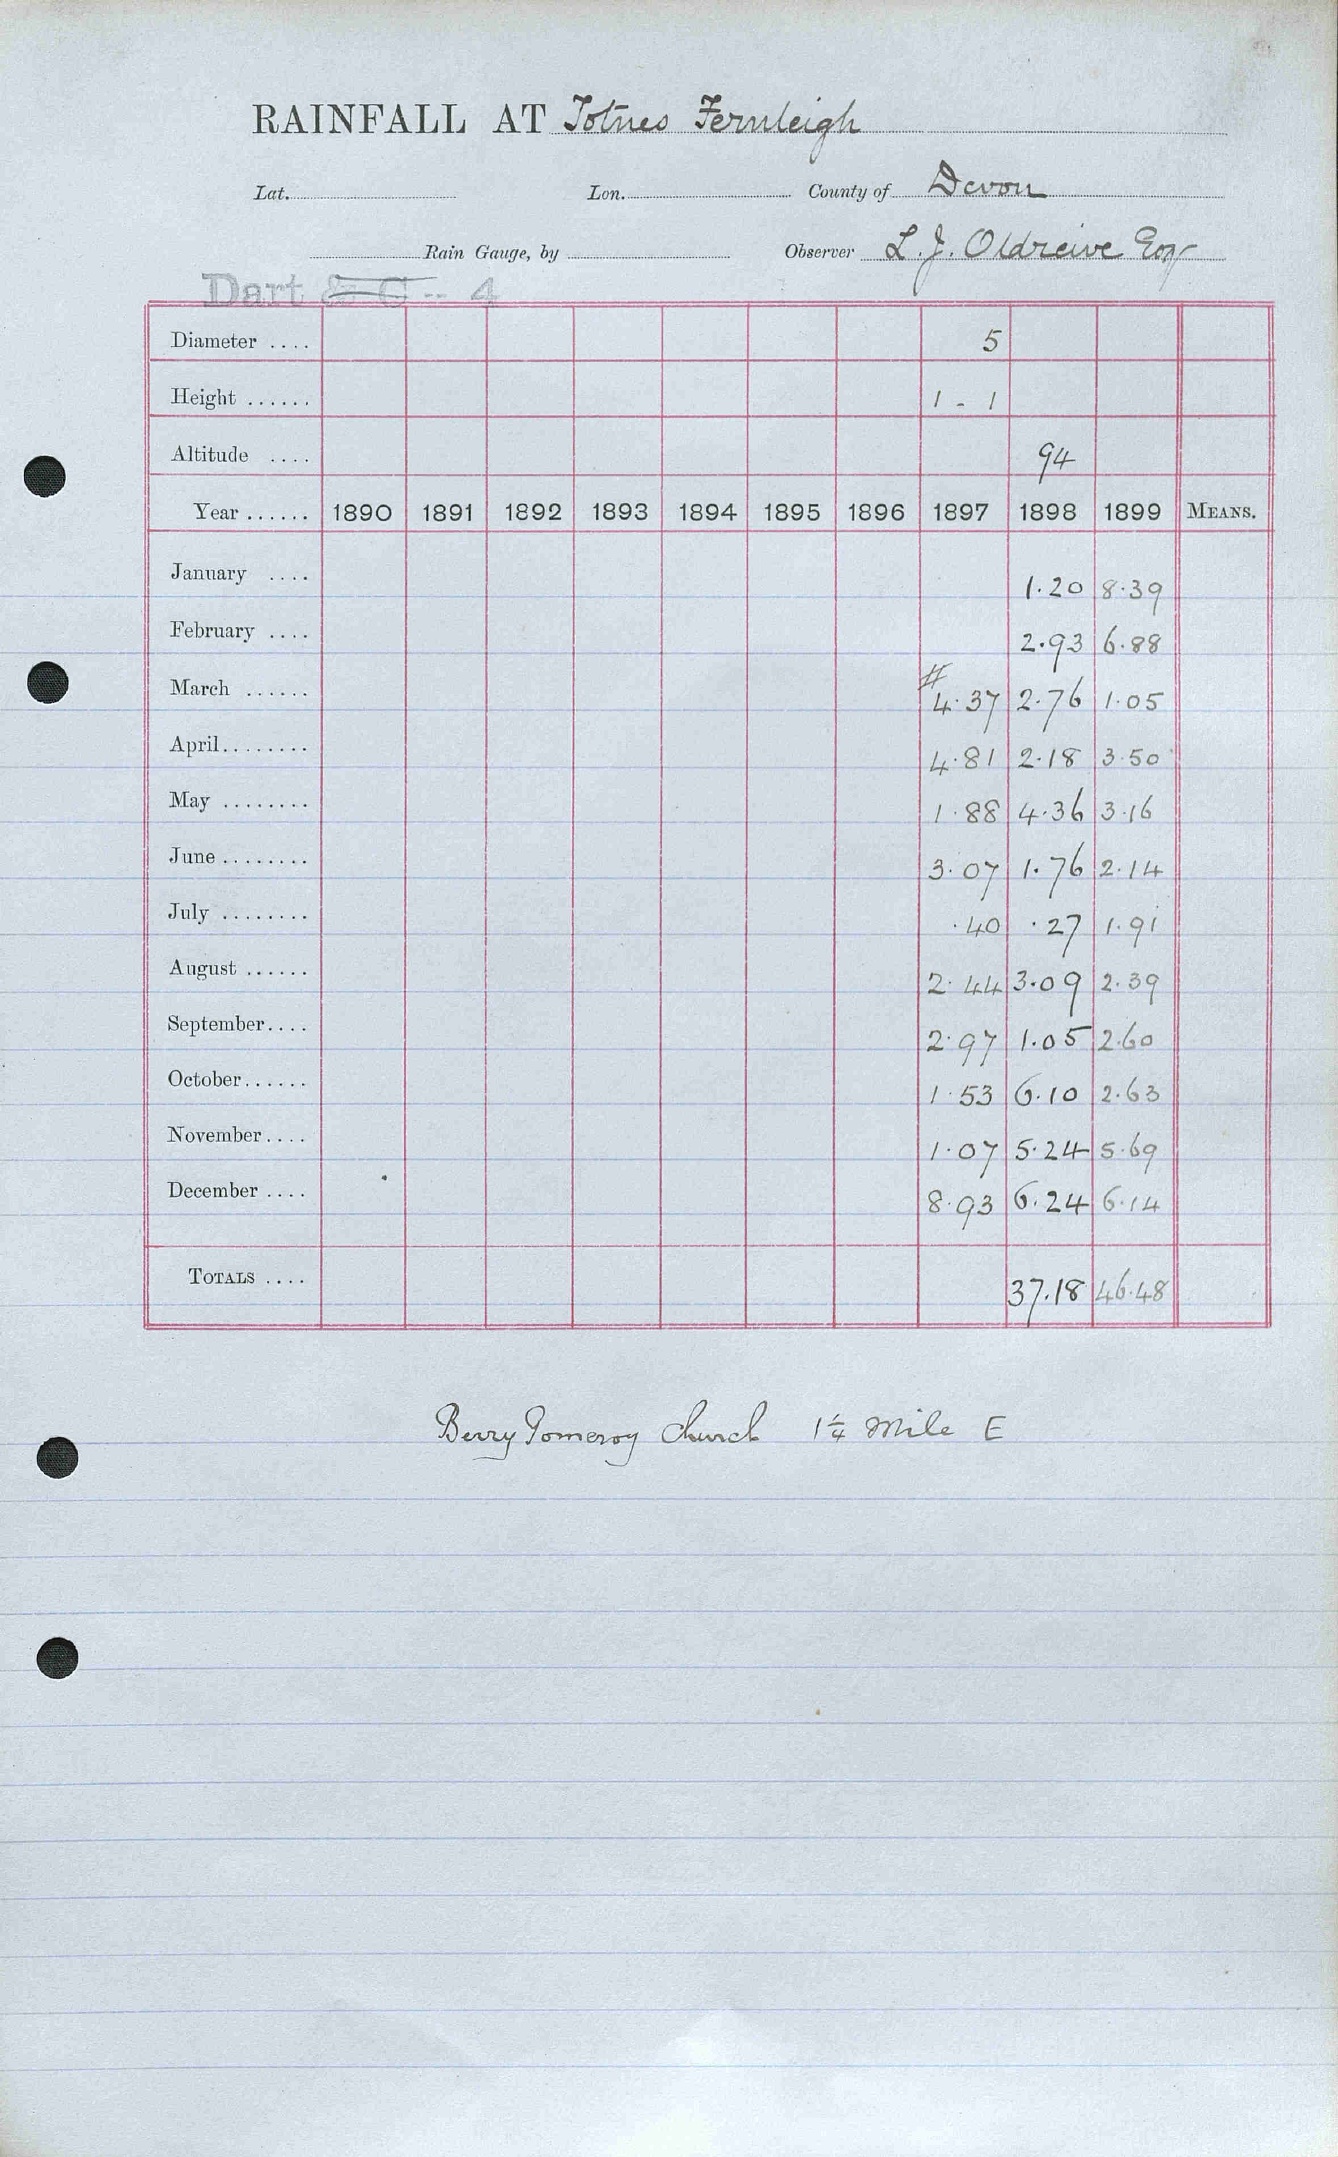 RAINFALL AT Totnes Fernleigh
Lat. Lon. County of Devon
Rain Gauge, by Observer L. J. Oldreive Esq
Dart & C -- 4
Diameter .... 5
Height ...... 1 - 1
Altitude .... 94
Year ...... 1890 1891 1892 1893 1894 1895 1896 1897 1898 1899 MEANS.
January .... 1.20 8.39
February .... 2.93 6.88
#
March ...... 4.37 2.76 1.05
April........ 4.81 2.18 3.50
May ........ 1.88 4.36 3.16
June ........ 3.07 1.76 2.14
July ........ .40 .27 1.91
August ...... 2.44 3.09 2.39
September.... 2.97 1.05 2.60
October...... 1.53 6.10 2.63
November.... 1.07 5.24 5.69
December .... 8.93 6.24 6.14
TOTALS .... 37.18 46.48
Berry Pomeroy Church 1¼ Mile E